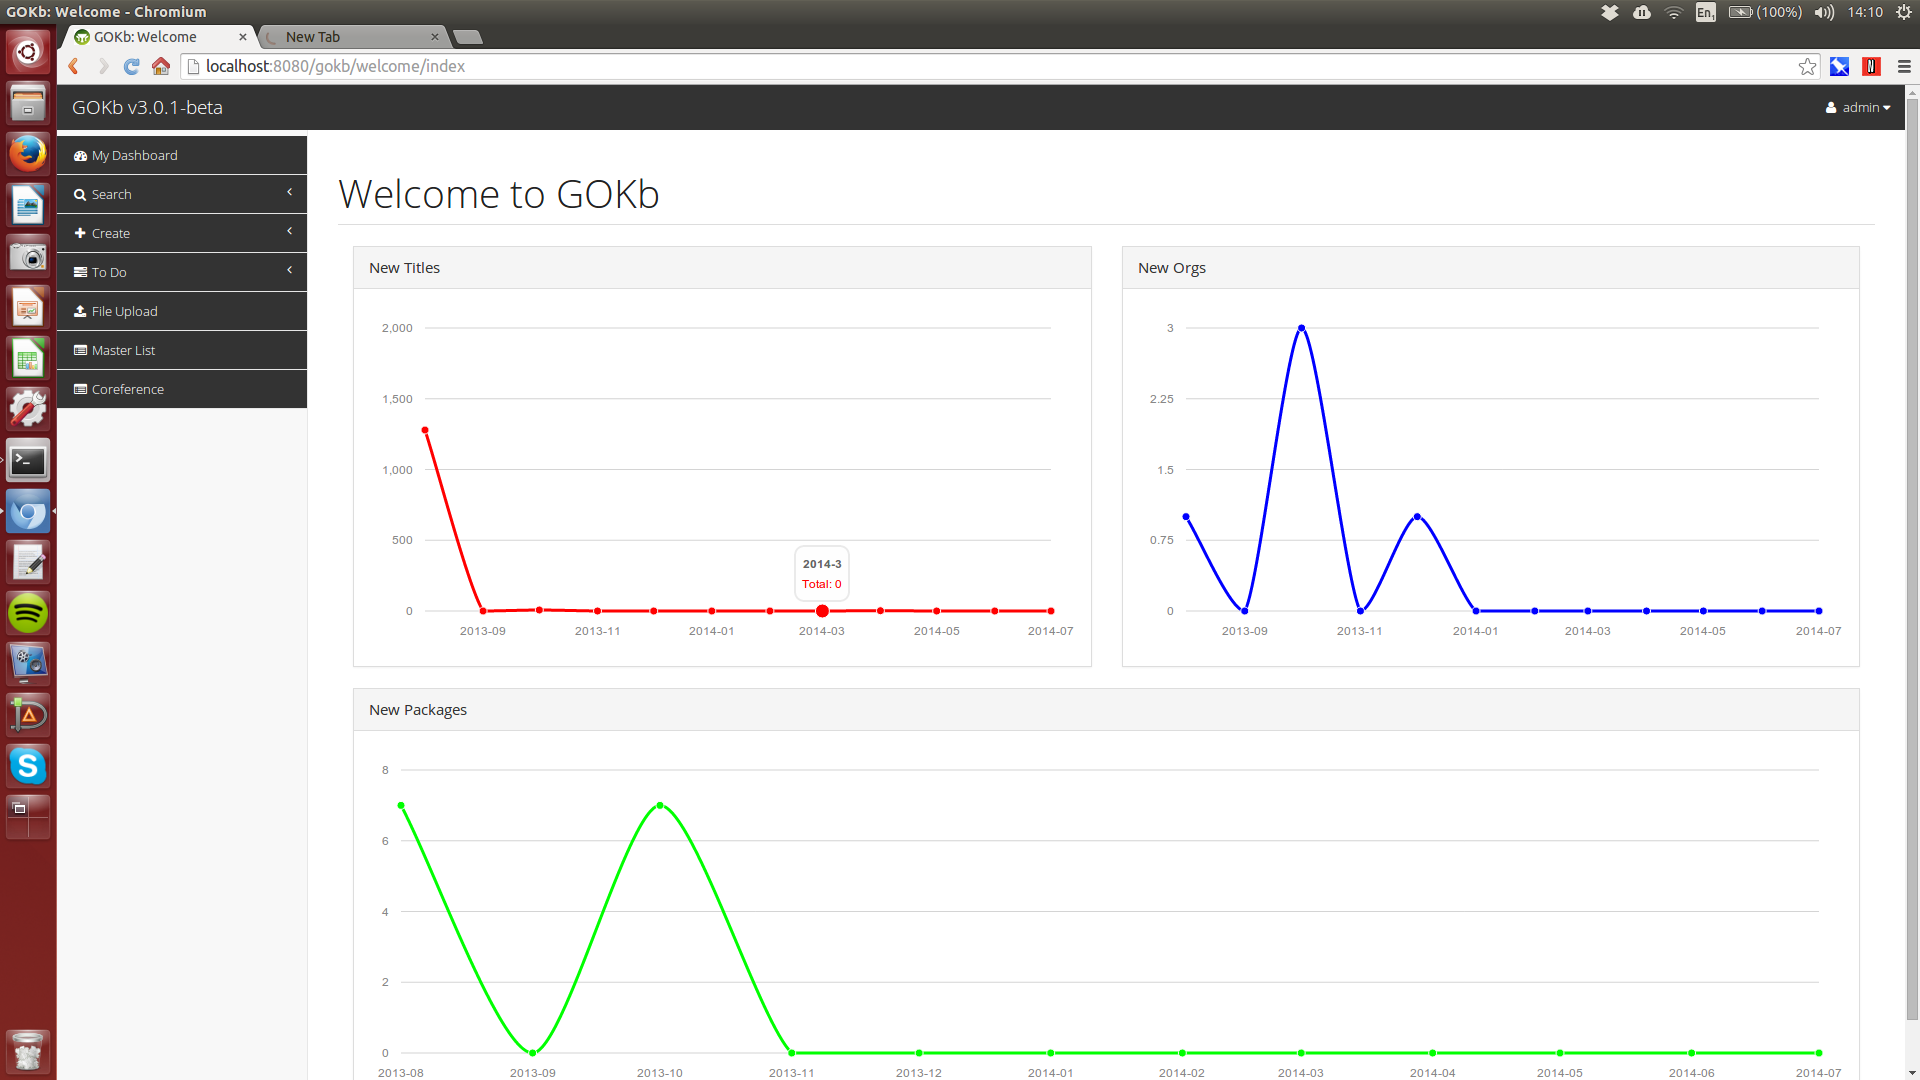 GOKb: Welcome - Chromium
En1 (100%) 14:10
GOKb: Welcome
New Tab
localhost:8080/gokb/welcome/index
GOKb v3.0.1-beta
admin
My Dashboard
Search
Create
To Do
File Upload
Master List
Coreference
Welcome to GOKb
New Titles
2,000
1,500
1,000
500
0
2014-3
Total: 0
2013-09 2013-11 2014-01 2014-03 2014-05 2014-07
New Orgs
3
2.25
1.5
0.75
0
2013-09 2013-11 2014-01 2014-03 2014-05 2014-07
New Packages
8
6
4
2
0
2013-08 2013-09 2013-10 2013-11 2013-12 2014-01 2014-02 2014-03 2014-04 2014-05 2014-06 2014-07